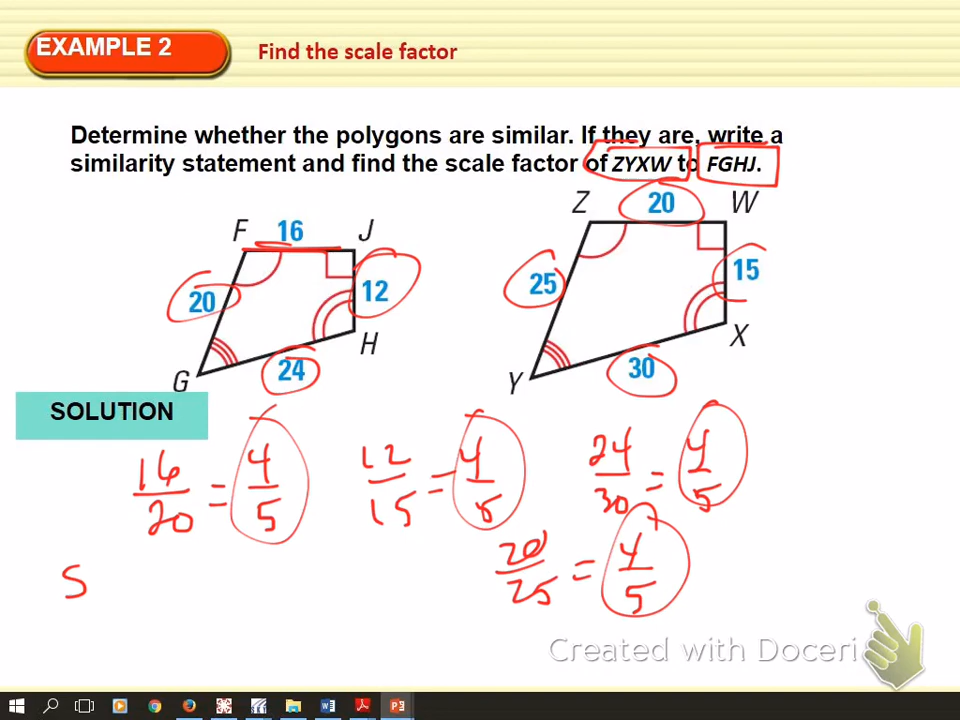 EXAMPLE 2 Find the scale factor
Determine whether the polygons are similar. If they are, write a
similarity statement and find the scale factor of ZYXW to FGHJ.
F 16 J
20 12
G 24 H
Z 20 W
25 15
Y 30 X
SOLUTION
16/20 = 4/5 12/15 = 4/5 24/30 = 4/5
20/25 = 4/5
S
Created with Doceri